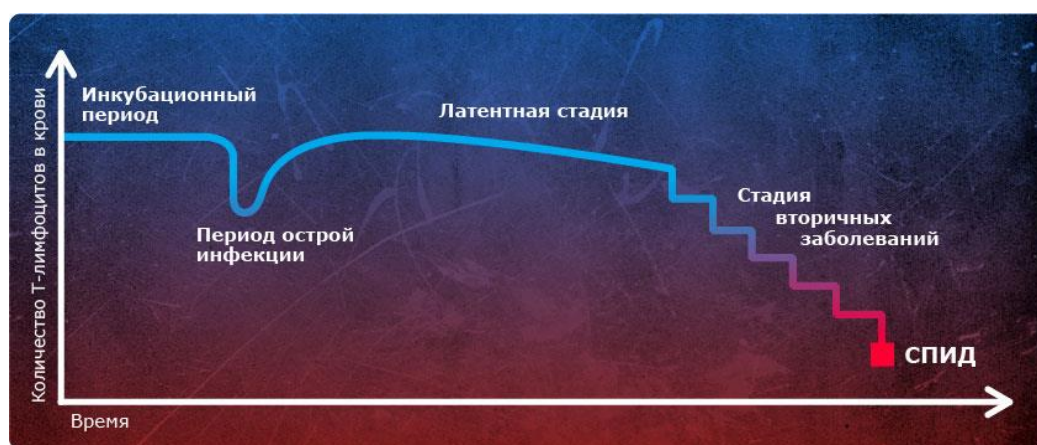 Количество Т-лимфоцитов в крови
Инкубационный
период
Латентная стадия
Период острой
инфекции
Стадия
вторичных
заболеваний
СПИД
Время